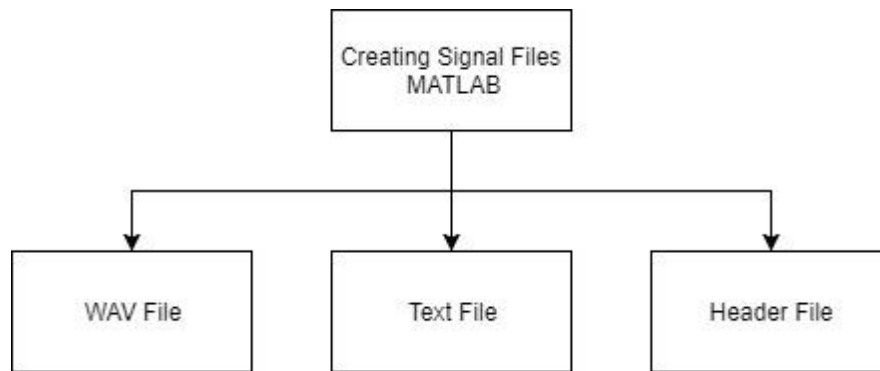 Creating Signal Files
MATLAB
WAV File
Text File
Header File